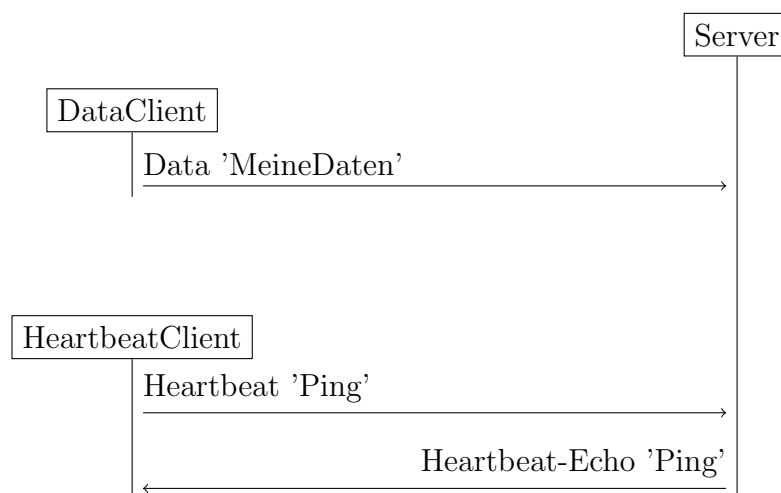 Server
DataClient
Data ’MeineDaten’
HeartbeatClient
Heartbeat ’Ping’
Heartbeat-Echo ’Ping’